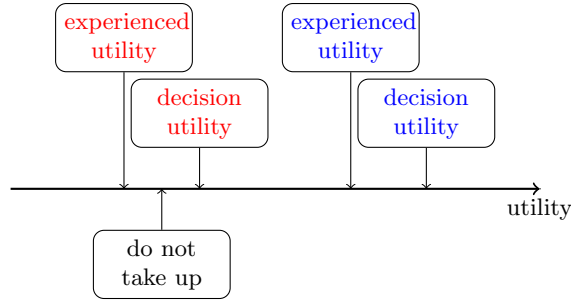 experienced
utility
experienced
utility
decision
utility
decision
utility
utility
do not
take up